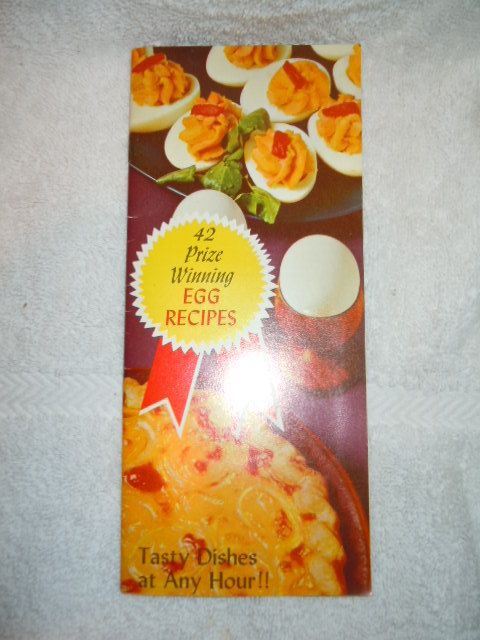 42
Prize
Winning
EGG
RECIPES
Tasty Dishes
at Any Hour!!